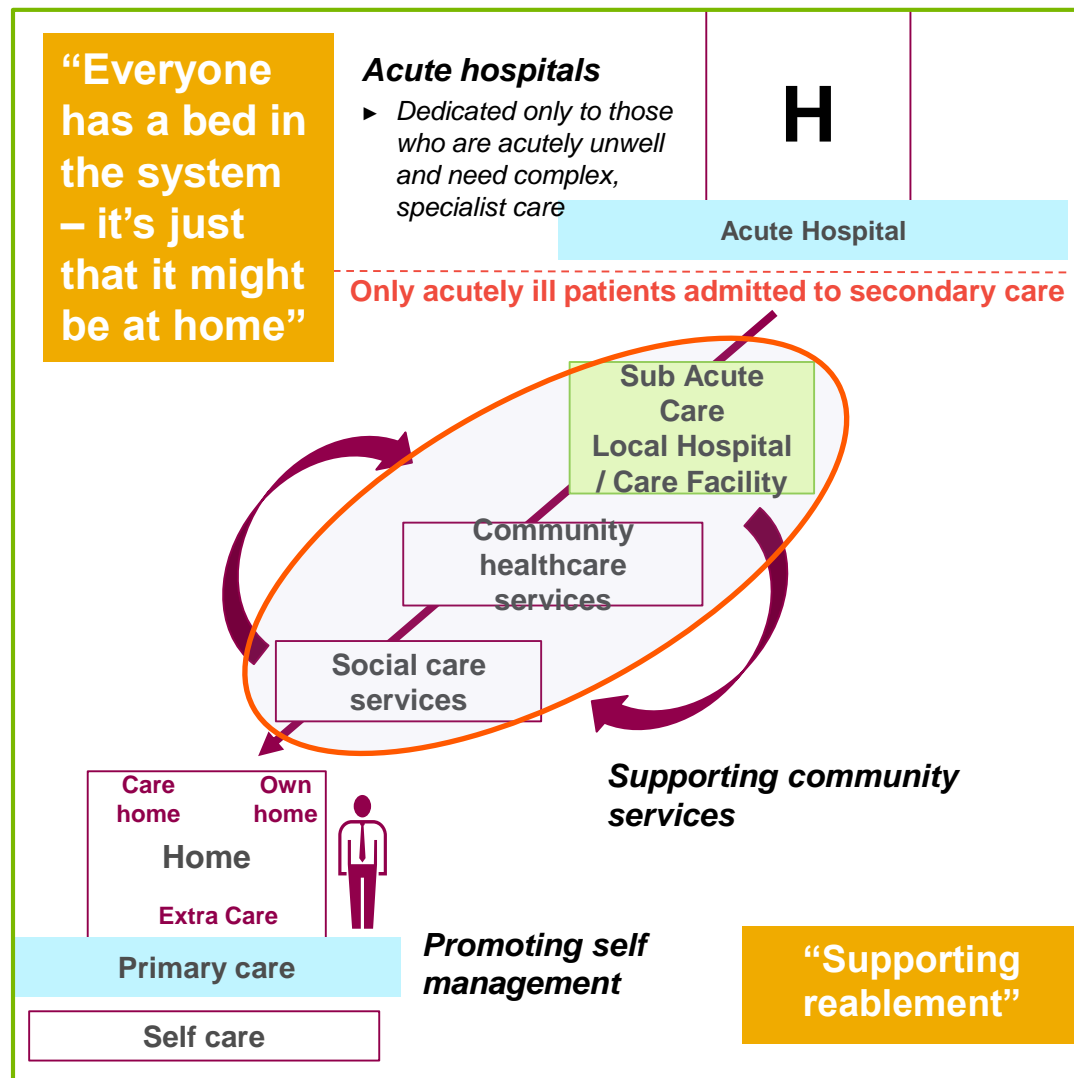 “Everyone
has a bed in
the system
– it’s just
that it might
be at home”
Acute hospitals
► Dedicated only to those
who are acutely unwell
and need complex,
specialist care
H
Acute Hospital
Only acutely ill patients admitted to secondary care
Sub Acute
Care
Local Hospital
/ Care Facility
Community
healthcare
services
Social care
services
Supporting community
services
Care
home
Own
home
Home
Extra Care
Primary care
Self care
Promoting self
management
“Supporting
reablement”